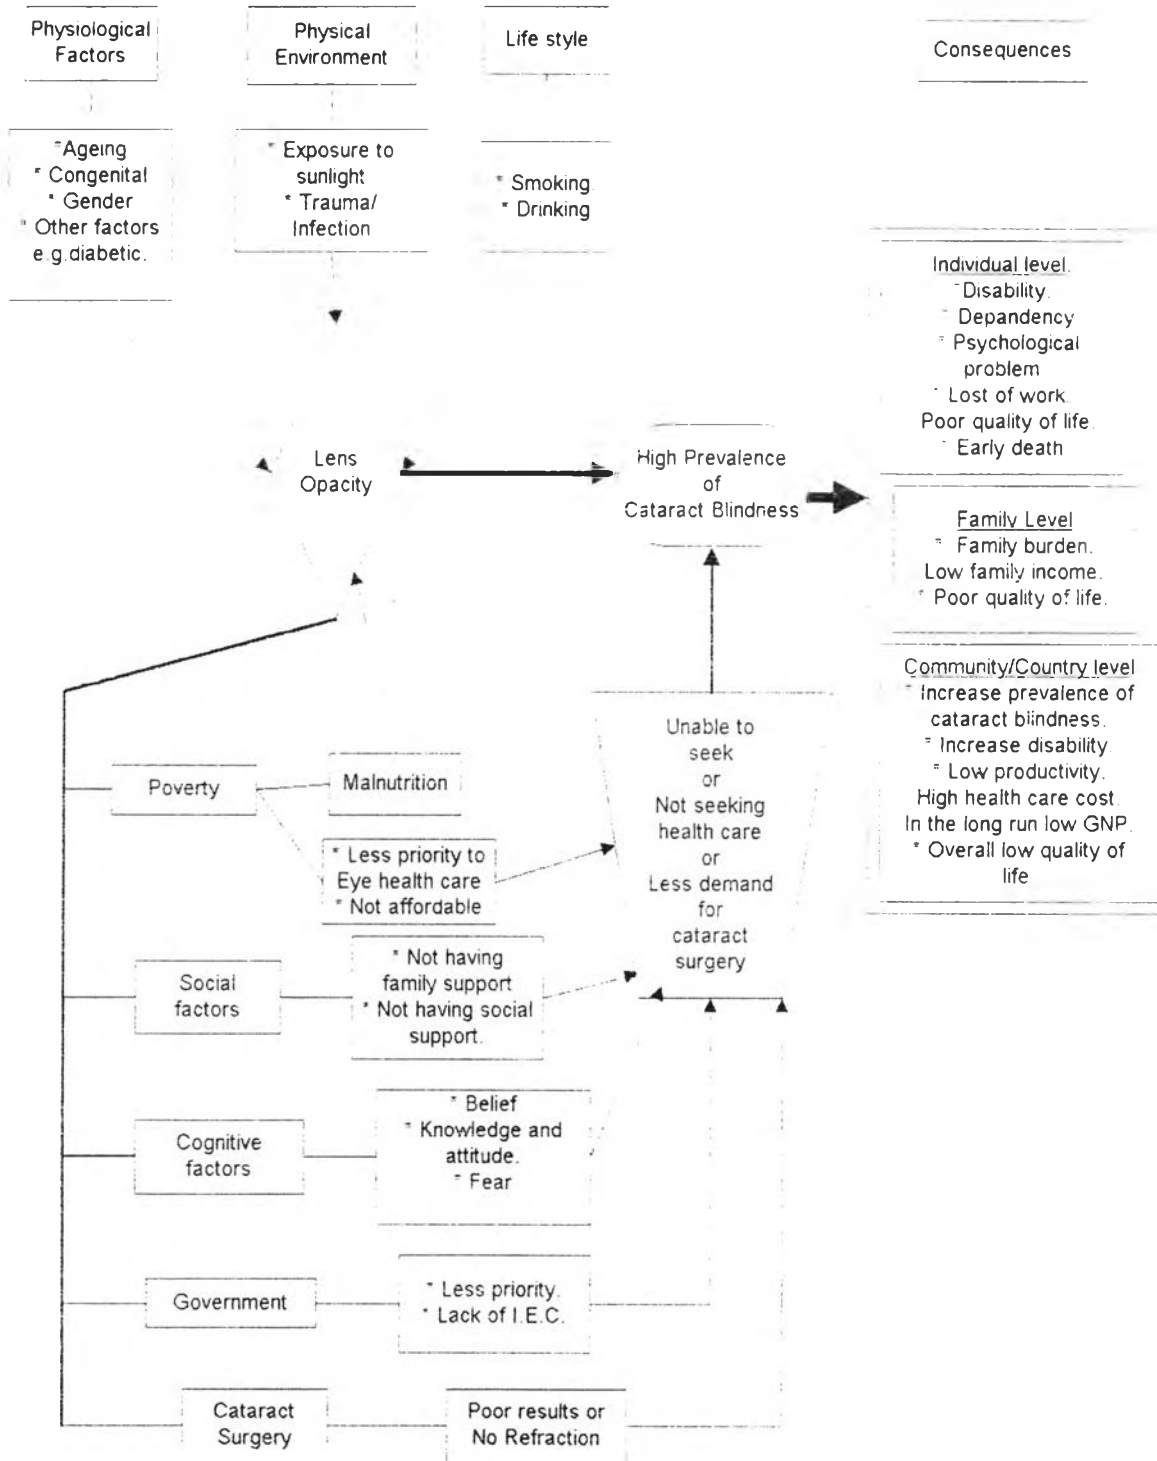 Physiological
Factors
Physical
Environment
Life style
Consequences
* Ageing
* Congenital
* Gender
* Other factors
e.g.diabetic.
* Exposure to
sunlight
* Trauma/
Infection
* Smoking.
* Drinking
Individual level.
* Disability.
* Depandency
* Psychological
problem
* Lost of work.
Poor quality of life.
* Early death
Lens
Opacity
High Prevalence
of
Cataract Blindness
Family Level
* Family burden.
Low family income.
* Poor quality of life.
Community/Country level
* Increase prevalence of
cataract blindness.
* Increase disability.
* Low productivity.
High health care cost.
In the long run low GNP.
* Overall low quality of
life
Unable to
seek
or
Not seeking
health care
or
Less demand
for
cataract
surgery
Poverty
Malnutrition
* Less priority to
Eye health care
* Not affordable
Social
factors
* Not having
family support
* Not having social
support.
Cognitive
factors
* Belief
* Knowledge and
attitude.
* Fear
Government
* Less priority.
* Lack of I.E.C.
Cataract
Surgery
Poor results or
No Refraction